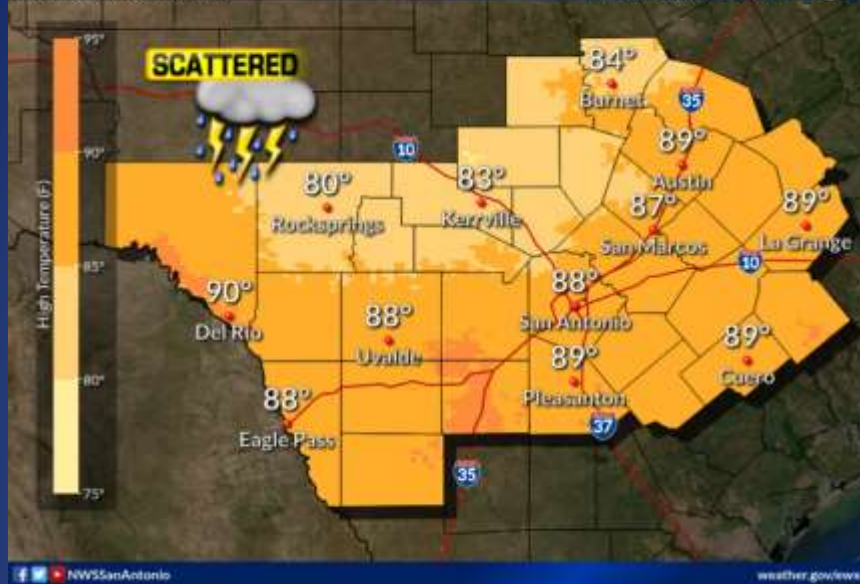 95°
90°
85°
80°
75°
High Temperature (F)
SCATTERED
84°
Burnet
35
10
89°
Austin
80°
Rocksprings
83°
Kerrville
87°
San Marcos
89°
La Grange
10
90°
Del Rio
88°
Uvalde
88°
San Antonio
89°
Pleasanton
89°
Cuero
88°
Eagle Pass
37
35
NWSSanAntonio
weather.gov/ewx